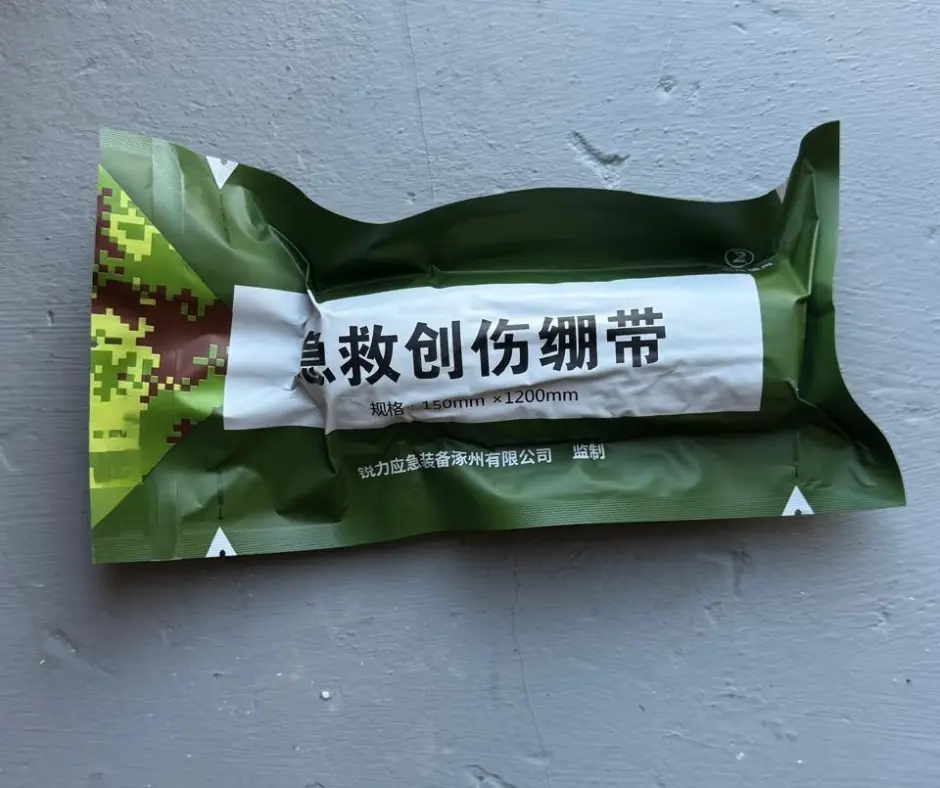 ②
急救创伤绷带
规格：150mm ×1200mm
锐力应急装备涿州有限公司 监制